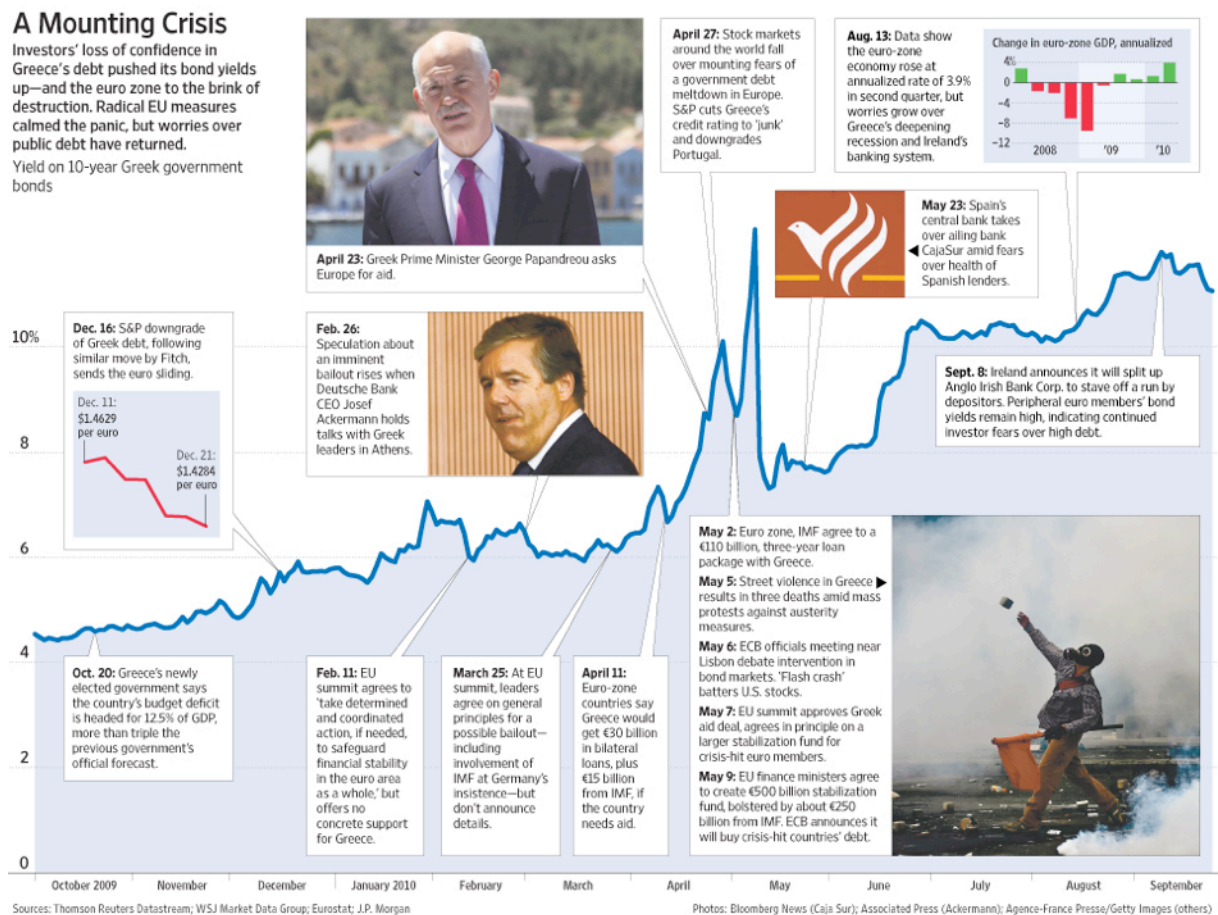 A Mounting Crisis
Investors' loss of confidence in
Greece's debt pushed its bond yields
up—and the euro zone to the brink of
destruction. Radical EU measures
calmed the panic, but worries over
public debt have returned.
Yield on 10-year Greek government
bonds
April 23: Greek Prime Minister George Papandreou asks
Europe for aid.
April 27: Stock markets
around the world fall
over mounting fears of
a government debt
meltdown in Europe.
S&P cuts Greece's
credit rating to 'junk'
and downgrades
Portugal.
Aug. 13: Data show
the euro-zone
economy rose at
annualized rate of 3.9%
in second quarter, but
worries grow over
Greece's deepening
recession and Ireland's
banking system.
Change in euro-zone GDP, annualized
4%
0
−4
−8
−12
2008 '09 '10
May 23: Spain's
central bank takes
over ailing bank
◀ CajaSur amid fears
over health of
Spanish lenders.
Dec. 16: S&P downgrade
of Greek debt, following
similar move by Fitch,
sends the euro sliding.
Dec. 11:
$1.4629
per euro
Dec. 21:
$1.4284
per euro
Feb. 26:
Speculation about
an imminent
bailout rises when
Deutsche Bank
CEO Josef
Ackermann holds
talks with Greek
leaders in Athens.
Sept. 8: Ireland announces it will split up
Anglo Irish Bank Corp. to stave off a run by
depositors. Peripheral euro members' bond
yields remain high, indicating continued
investor fears over high debt.
10%
8
6
4
2
0
Oct. 20: Greece's newly
elected government says
the country's budget deficit
is headed for 12.5% of GDP,
more than triple the
previous government's
official forecast.
Feb. 11: EU
summit agrees to
'take determined
and coordinated
action, if needed,
to safeguard
financial stability
in the euro area
as a whole,' but
offers no
concrete support
for Greece.
March 25: At EU
summit, leaders
agree on general
principles for a
possible bailout—
including
involvement of
IMF at Germany's
insistence—but
don't announce
details.
April 11:
Euro-zone
countries say
Greece would
get €30 billion
in bilateral
loans, plus
€15 billion
from IMF, if
the country
needs aid.
May 2: Euro zone, IMF agree to a
€110 billion, three-year loan
package with Greece.
May 5: Street violence in Greece ▶
results in three deaths amid mass
protests against austerity
measures.
May 6: ECB officials meeting near
Lisbon debate intervention in
bond markets. 'Flash crash'
batters U.S. stocks.
May 7: EU summit approves Greek
aid deal, agrees in principle on a
larger stabilization fund for
crisis-hit euro members.
May 9: EU finance ministers agree
to create €500 billion stabilization
fund, bolstered by about €250
billion from IMF. ECB announces it
will buy crisis-hit countries' debt.
October 2009 November December January 2010 February March April May June July August September
Sources: Thomson Reuters Datastream; WSJ Market Data Group; Eurostat; J.P. Morgan
Photos: Bloomberg News (Caja Sur); Associated Press (Ackermann); Agence-France Presse/Getty Images (others)